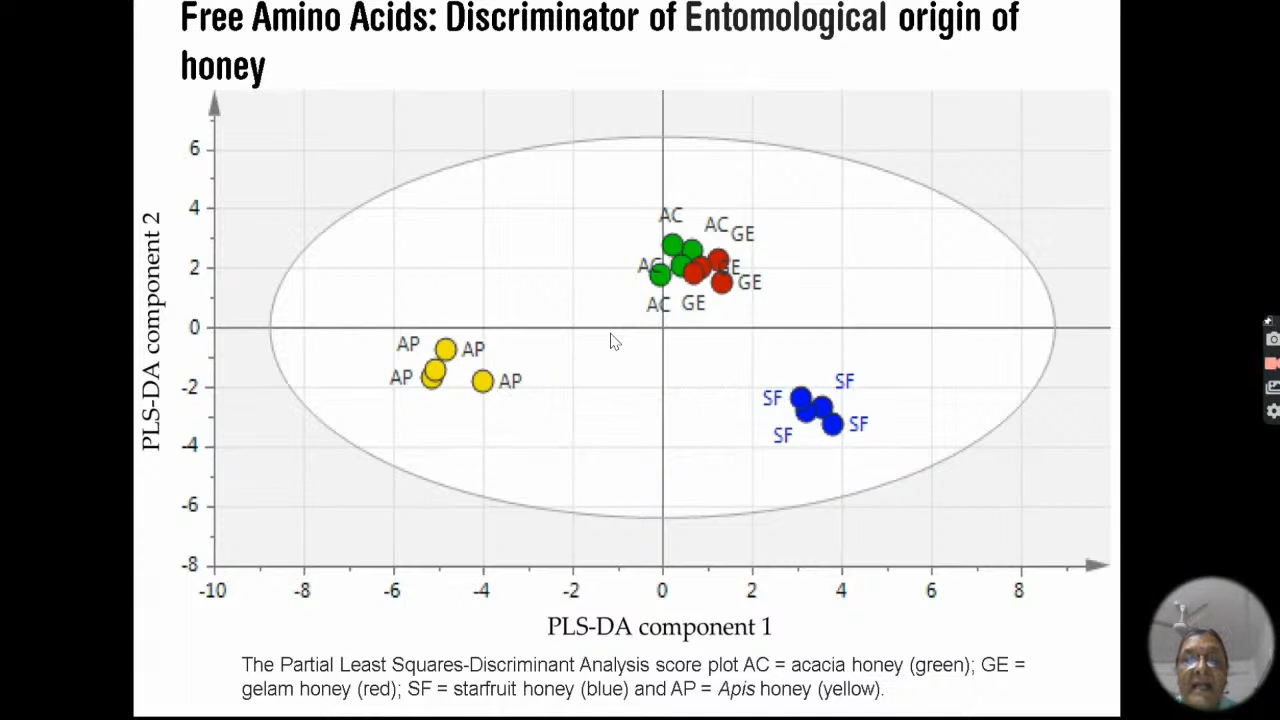 Free Amino Acids: Discriminator of Entomological origin of
honey
PLS-DA component 2
6
4
2
0
-2
-4
-6
-8
AC
AC
GE
AC
GE
GE
AC
GE
AP
AP
AP
AP
SF
SF
SF
SF
-10
-8
-6
-4
-2
0
2
4
6
8
PLS-DA component 1
The Partial Least Squares-Discriminant Analysis score plot AC = acacia honey (green); GE =
gelam honey (red); SF = starfruit honey (blue) and AP = Apis honey (yellow).